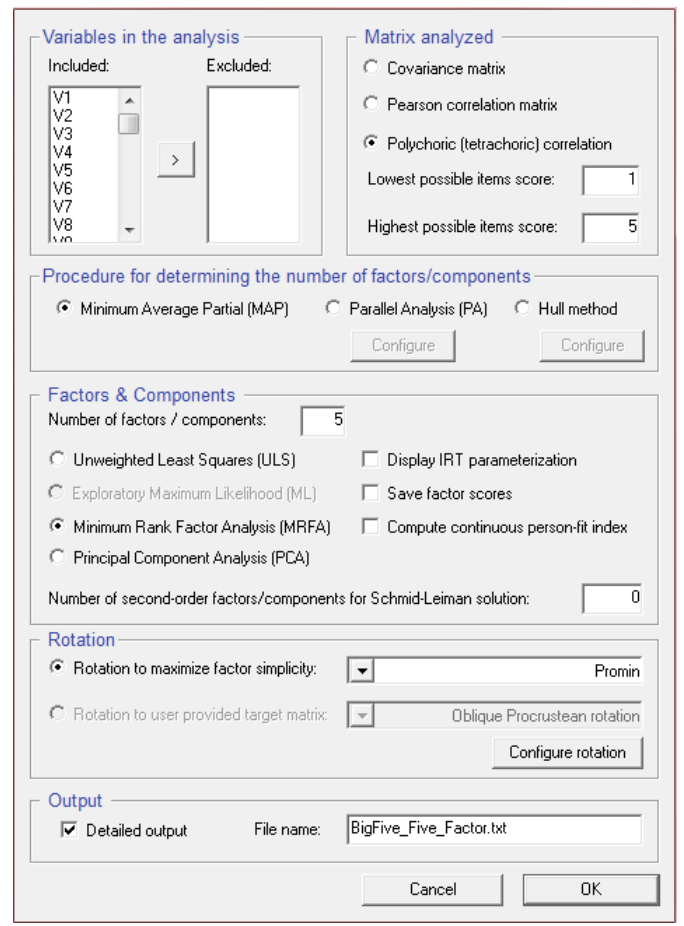 Variables in the analysis
Included:
Excluded:
V1
V2
V3
V4
V5
V6
V7
V8
>
Matrix analyzed
Covariance matrix
Pearson correlation matrix
Polychoric (tetrachoric) correlation
Lowest possible items score: 1
Highest possible items score: 5
Procedure for determining the number of factors/components
Minimum Average Partial (MAP)
Parallel Analysis (PA)
Hull method
Configure
Configure
Factors & Components
Number of factors / components: 5
Unweighted Least Squares (ULS)
Display IRT parameterization
Exploratory Maximum Likelihood (ML)
Save factor scores
Minimum Rank Factor Analysis (MRFA)
Compute continuous person-fit index
Principal Component Analysis (PCA)
Number of second-order factors/components for Schmid-Leiman solution: 0
Rotation
Rotation to maximize factor simplicity: Promin
Rotation to user provided target matrix: Oblique Procrustean rotation
Configure rotation
Output
Detailed output
File name: BigFive_Five_Factor.txt
Cancel
OK